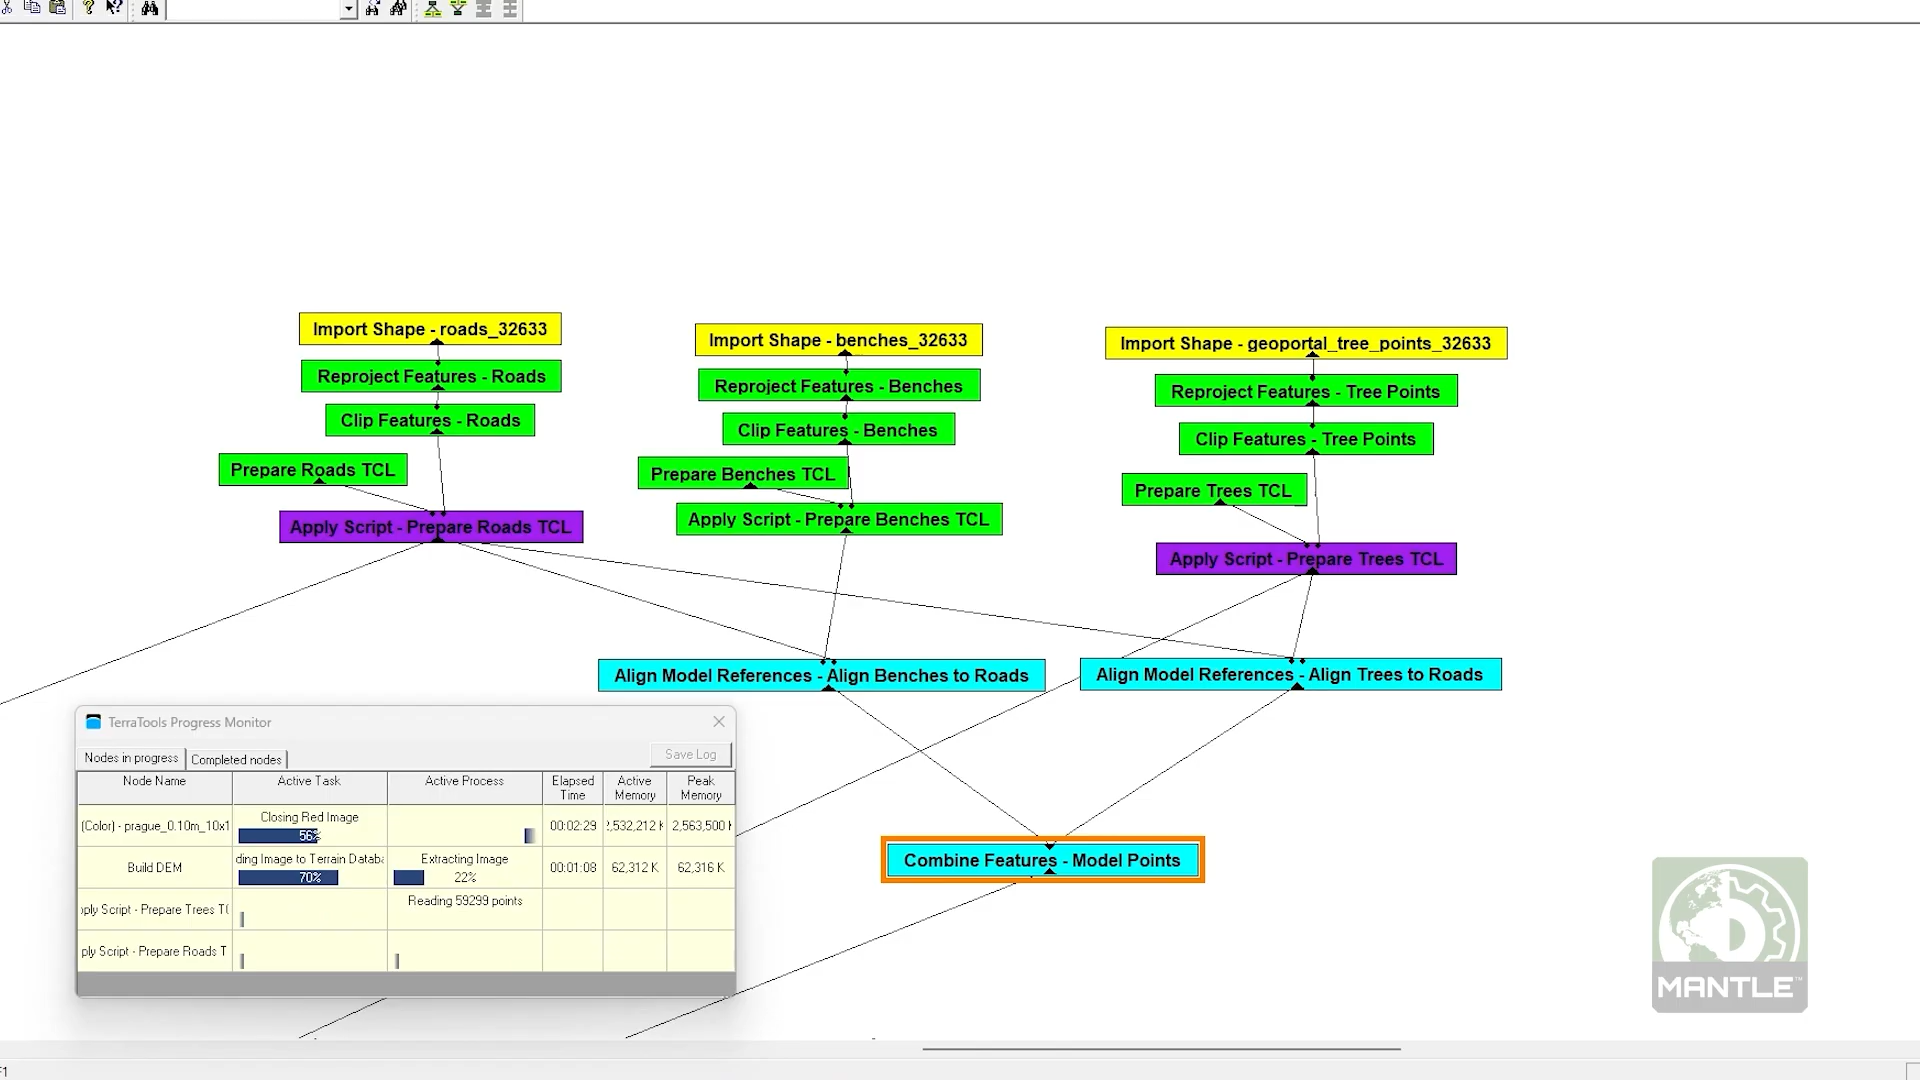 Import Shape - roads_32633
Import Shape - benches_32633
Import Shape - geoportal_tree_points_32633
Reproject Features - Roads
Reproject Features - Benches
Reproject Features - Tree Points
Clip Features - Roads
Clip Features - Benches
Clip Features - Tree Points
Prepare Roads TCL
Prepare Benches TCL
Prepare Trees TCL
Apply Script - Prepare Roads TCL
Apply Script - Prepare Benches TCL
Apply Script - Prepare Trees TCL
Align Model References - Align Benches to Roads
Align Model References - Align Trees to Roads
Combine Features - Model Points
TerraTools Progress Monitor
Nodes in progress
Completed nodes
Save Log
Node Name
Active Task
Active Process
Elapsed Time
Active Memory
Peak Memory
(Color) - prague_0.10m_10x1
Closing Red Image
56%
00:02:29
2,532,212 K
2,563,500 K
Build DEM
ding Image to Terrain Databa
70%
Extracting Image
22%
00:01:08
62,312 K
62,316 K
pply Script - Prepare Trees T(
Reading 59299 points
ply Script - Prepare Roads T
MANTLE™
F1